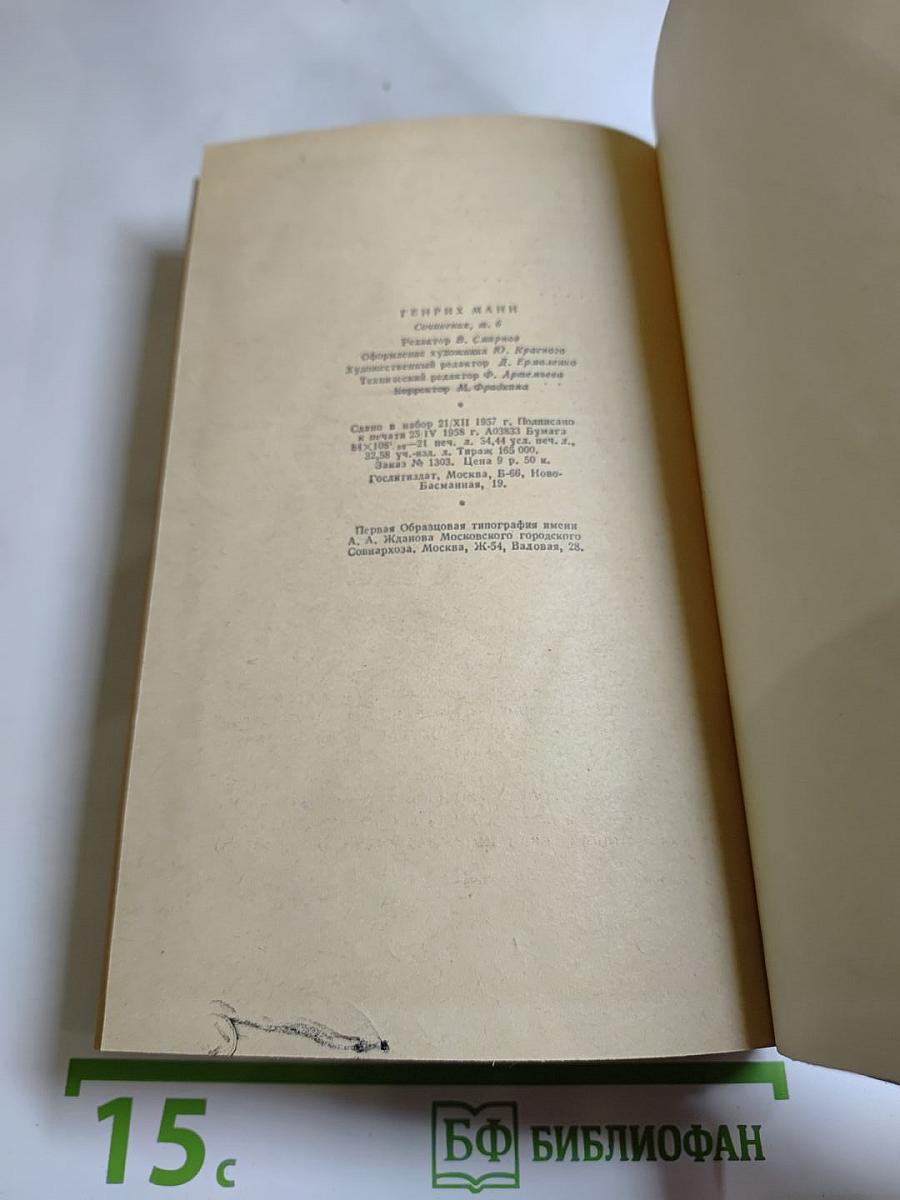 ГЕНРИХ МАНН
Сочинения, т. 6
Редактор В. Смирнов
Оформление художника Ю. Красного
Художественный редактор Д. Ермоленко
Технический редактор Ф. Артемьева
Корректор М. Фрадкина
Сдано в набор 21/XII 1957 г. Подписано
к печати 25/IV 1958 г. А03833 Бумага
84×108¹/₃₂—21 печ. л. 34,44 усл. печ. л.,
32,58 уч.-изд. л. Тираж 165 000.
Заказ № 1303. Цена 9 р. 50 к.
Гослитиздат, Москва, Б-66, Ново-
Басманная, 19.
Первая Образцовая типография имени
А. А. Жданова Московского городского
Совнархоза. Москва, Ж-54, Валовая, 28.
15 с
БФ БИБЛИОФАН